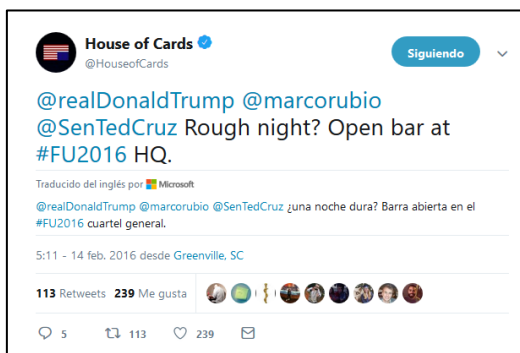 House of Cards
@HouseofCards
Siguiendo
@realDonaldTrump @marcorubio
@SenTedCruz Rough night? Open bar at
#FU2016 HQ.
Traducido del inglés por Microsoft
@realDonaldTrump @marcorubio @SenTedCruz ¿una noche dura? Barra abierta en el
#FU2016 cuartel general.
5:11 - 14 feb. 2016 desde Greenville, SC
113 Retweets 239 Me gusta
5 113 239